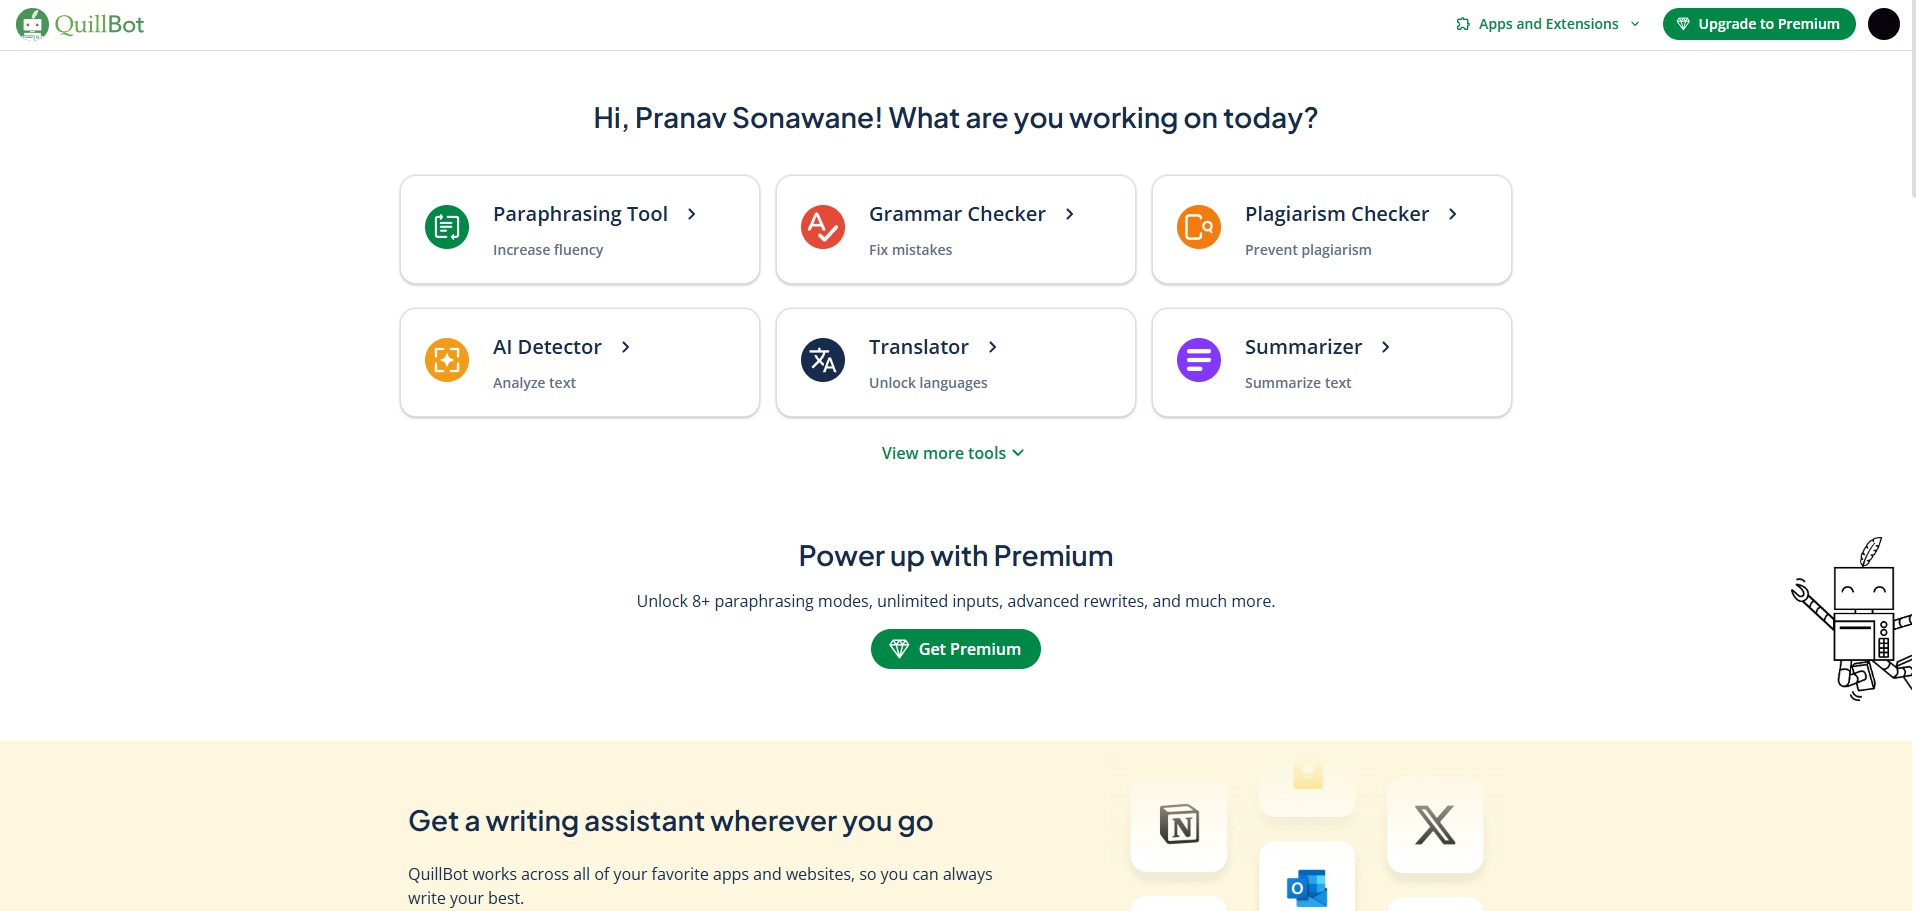 QuillBot
Apps and Extensions
Upgrade to Premium
Hi, Pranav Sonawane! What are you working on today?
Paraphrasing Tool
Increase fluency
Grammar Checker
Fix mistakes
Plagiarism Checker
Prevent plagiarism
AI Detector
Analyze text
Translator
Unlock languages
Summarizer
Summarize text
View more tools
Power up with Premium
Unlock 8+ paraphrasing modes, unlimited inputs, advanced rewrites, and much more.
Get Premium
Get a writing assistant wherever you go
QuillBot works across all of your favorite apps and websites, so you can always
write your best.